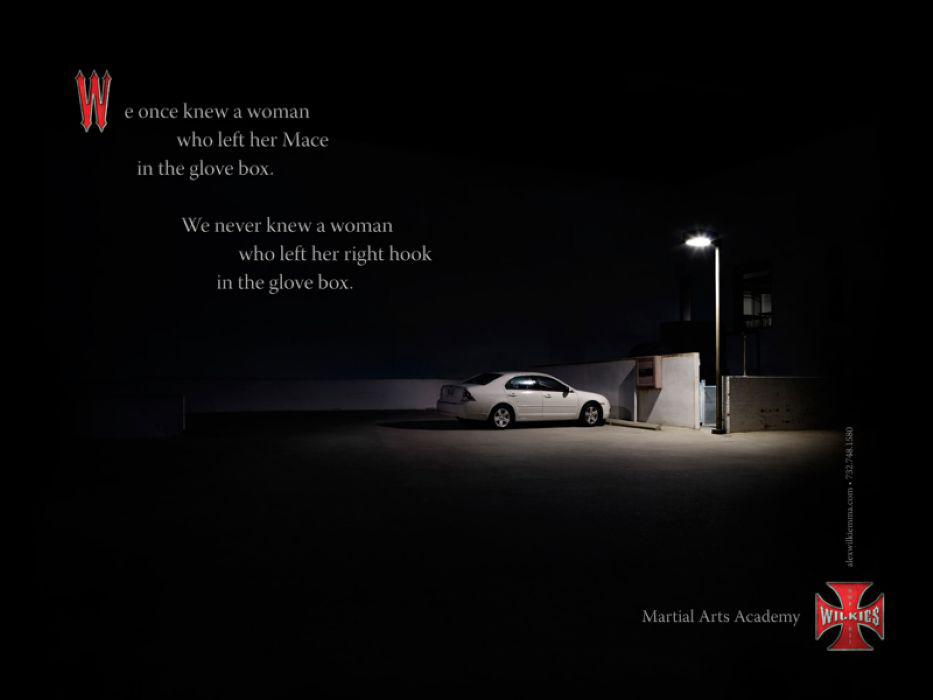 We once knew a woman
who left her Mace
in the glove box.
We never knew a woman
who left her right hook
in the glove box.
alexwilkiemma.com • 732.748.1580
Martial Arts Academy
WILKIES